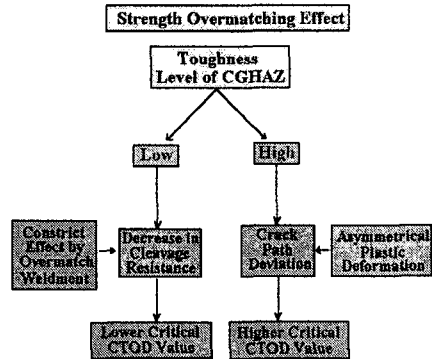 Strength Overmatching Effect
Toughness
Level of CGHAZ
Low
High
Constrict
Effect by
Overmatch
Weldment
Decrease in
Cleavage
Resistance
Crack
Path
Deviation
Asymmetrical
Plastic
Deformation
Lower Critical
CTOD Value
Higher Critical
CTOD Value